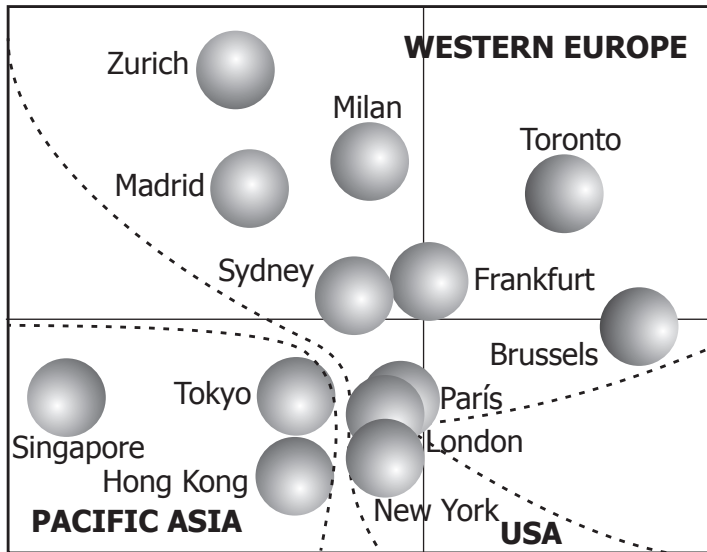 WESTERN EUROPE
Zurich
Milan
Toronto
Madrid
Sydney
Frankfurt
Brussels
Tokyo
París
Singapore
London
Hong Kong
New York
PACIFIC ASIA
USA